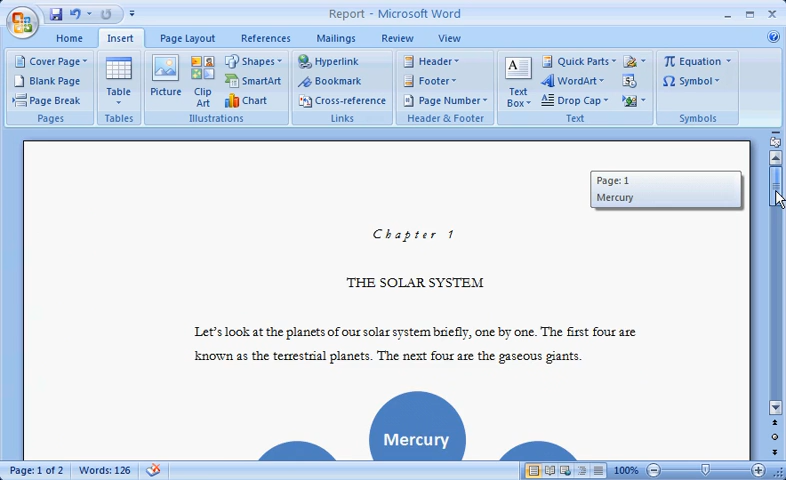 Report - Microsoft Word
Home Insert Page Layout References Mailings Review View
Cover Page
Blank Page
Page Break
Pages
Table
Tables
Picture
Clip Art
Shapes
SmartArt
Chart
Illustrations
Hyperlink
Bookmark
Cross-reference
Links
Header
Footer
Page Number
Header & Footer
A
Text Box
Quick Parts
WordArt
Drop Cap
Text
π Equation
Ω Symbol
Symbols
Page: 1
Mercury
Chapter 1
THE SOLAR SYSTEM
Let’s look at the planets of our solar system briefly, one by one. The first four are
known as the terrestrial planets. The next four are the gaseous giants.
Mercury
Page: 1 of 2 Words: 126 100%